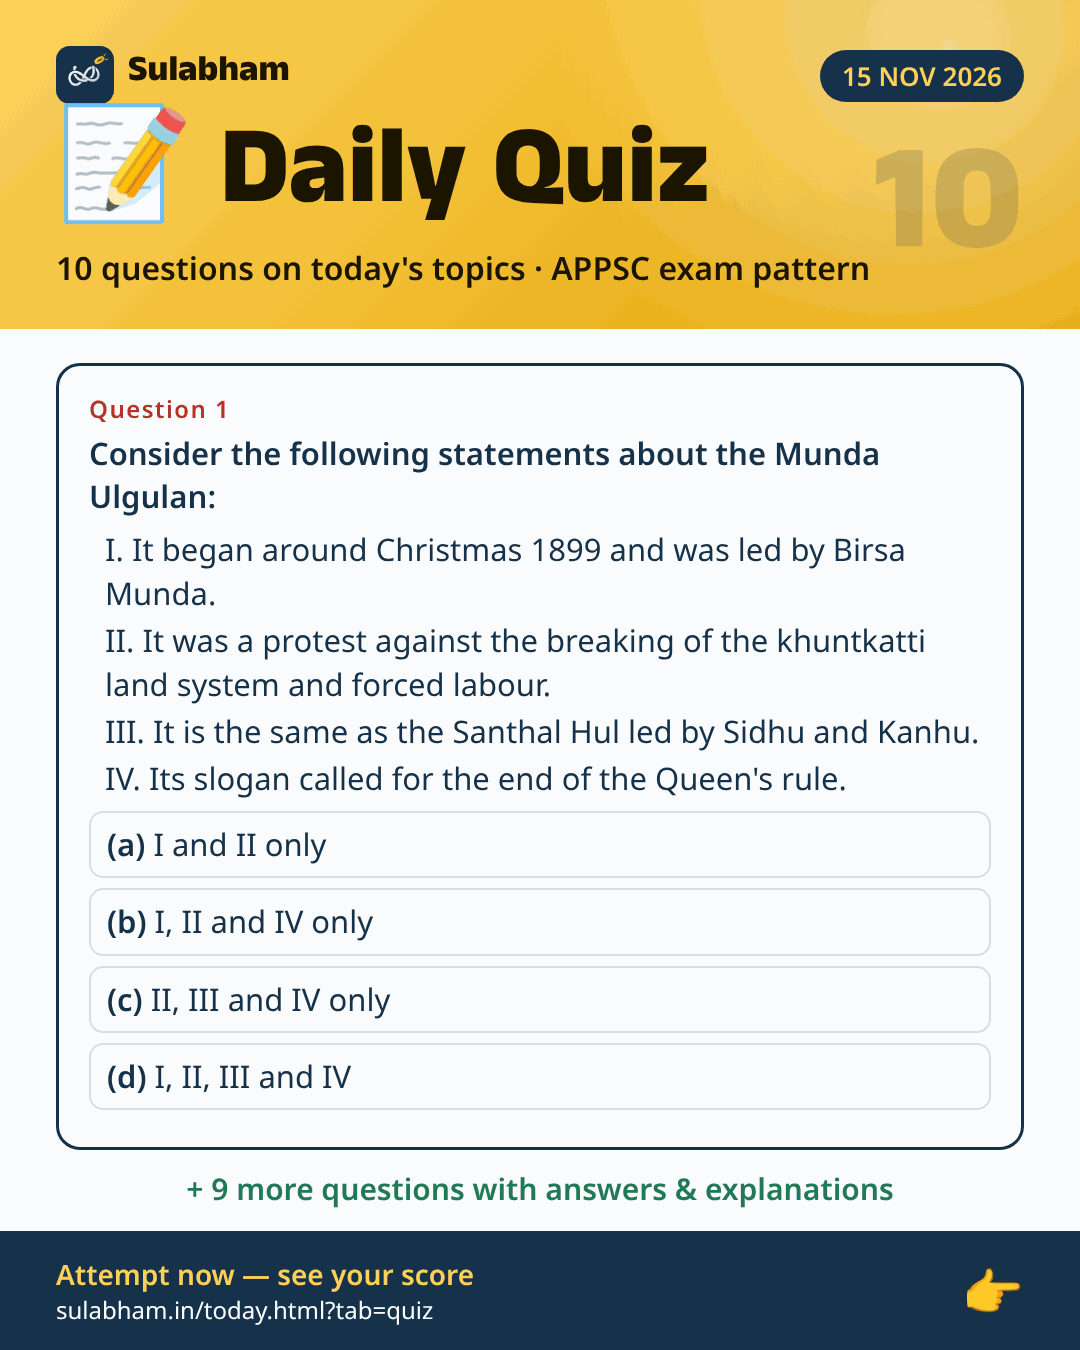 Sulabham
15 NOV 2026
Daily Quiz
10
10 questions on today's topics · APPSC exam pattern
Question 1
Consider the following statements about the Munda
Ulgulan:
I. It began around Christmas 1899 and was led by Birsa
Munda.
II. It was a protest against the breaking of the khuntkatti
land system and forced labour.
III. It is the same as the Santhal Hul led by Sidhu and Kanhu.
IV. Its slogan called for the end of the Queen's rule.
(a) I and II only
(b) I, II and IV only
(c) II, III and IV only
(d) I, II, III and IV
+ 9 more questions with answers & explanations
Attempt now — see your score
sulabham.in/today.html?tab=quiz